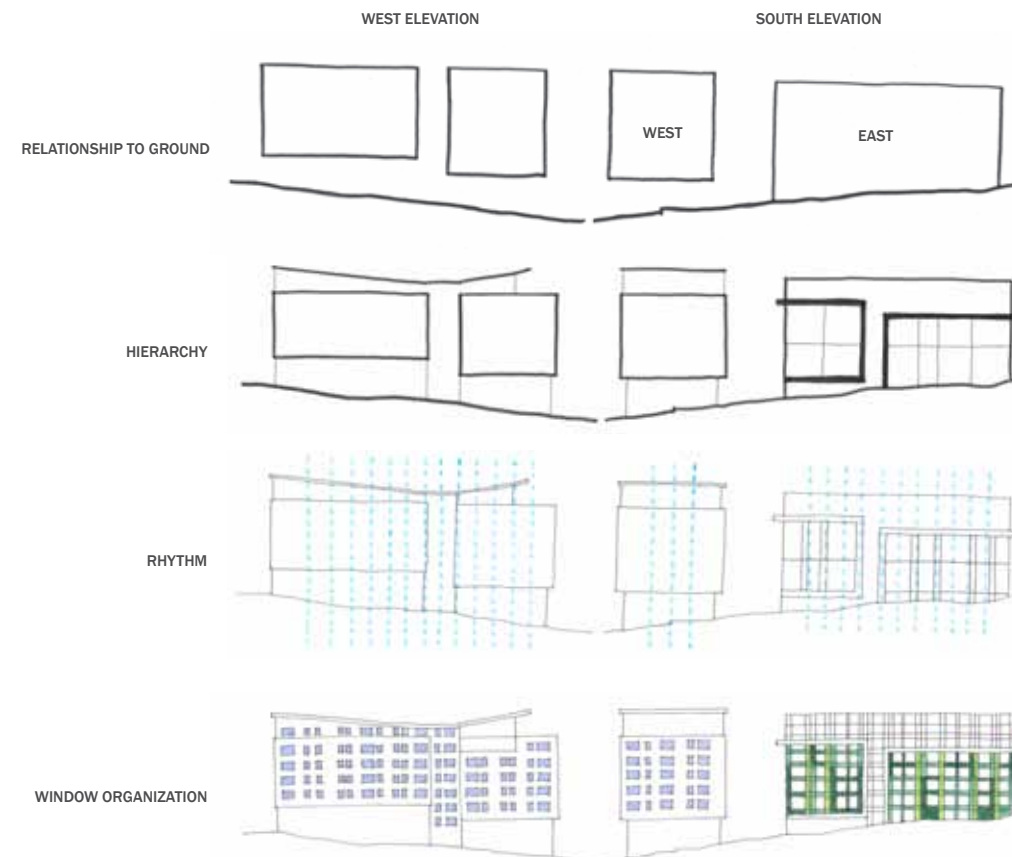 WEST ELEVATION
SOUTH ELEVATION
RELATIONSHIP TO GROUND
WEST
EAST
HIERARCHY
RHYTHM
WINDOW ORGANIZATION